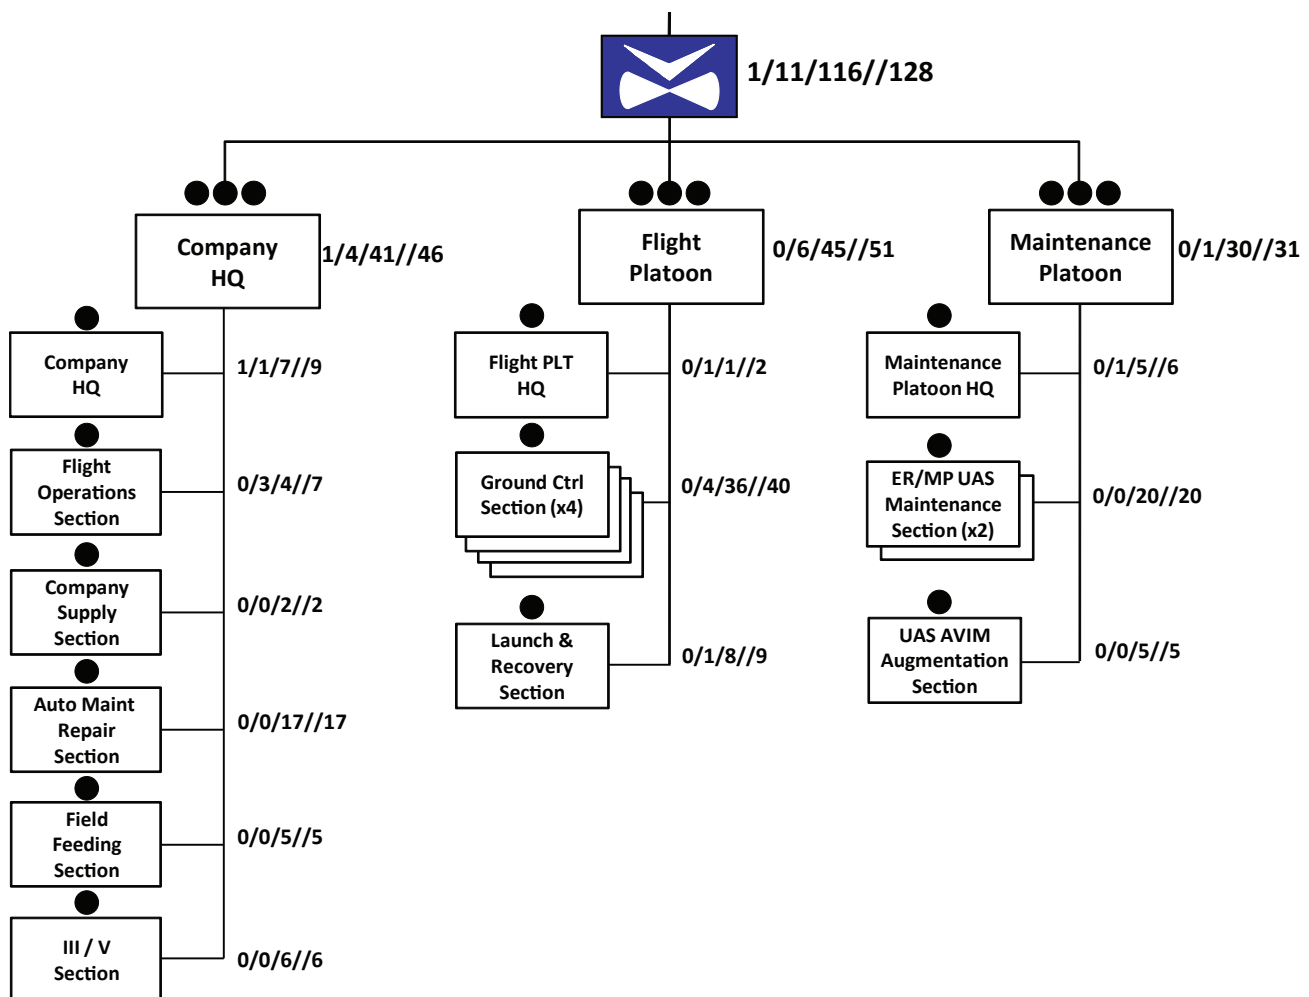 1/11/116//128
Company
HQ
1/4/41//46
Flight
Platoon
0/6/45//51
Maintenance
Platoon
0/1/30//31
Company
HQ
1/1/7//9
Flight
Operations
Section
0/3/4//7
Company
Supply
Section
0/0/2//2
Auto Maint
Repair
Section
0/0/17//17
Field
Feeding
Section
0/0/5//5
III / V
Section
0/0/6//6
Flight PLT
HQ
0/1/1//2
Ground Ctrl
Section (x4)
0/4/36//40
Launch &
Recovery
Section
0/1/8//9
Maintenance
Platoon HQ
0/1/5//6
ER/MP UAS
Maintenance
Section (x2)
0/0/20//20
UAS AVIM
Augmentation
Section
0/0/5//5